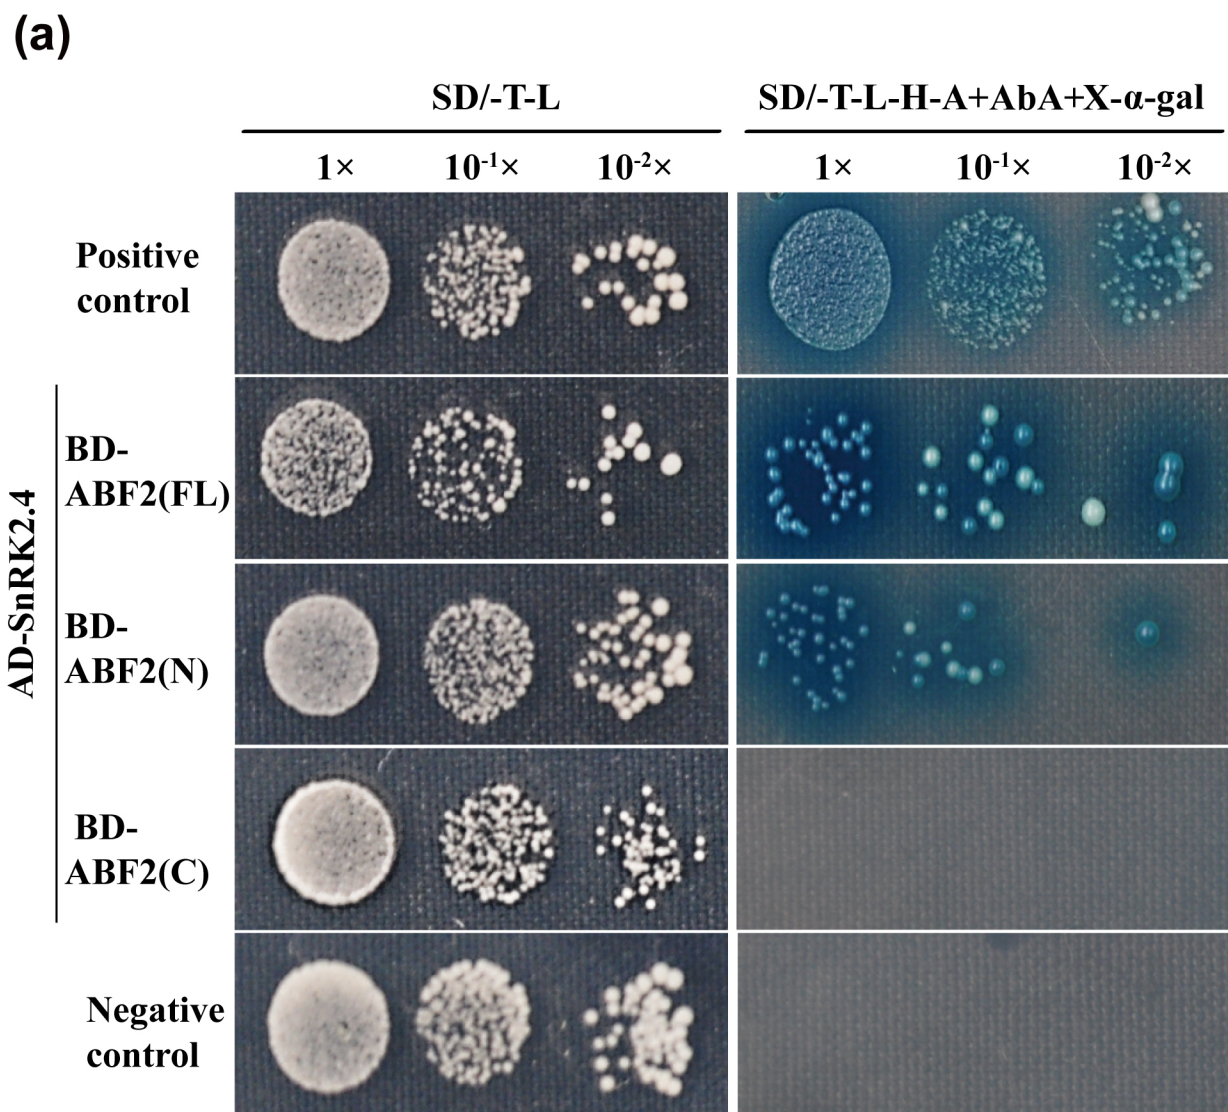 (a)
SD/-T-L
SD/-T-L-H-A+AbA+X-α-gal
1×
10⁻¹×
10⁻²×
1×
10⁻¹×
10⁻²×
Positive
control
AD-SnRK2.4
BD-
ABF2(FL)
BD-
ABF2(N)
BD-
ABF2(C)
Negative
control